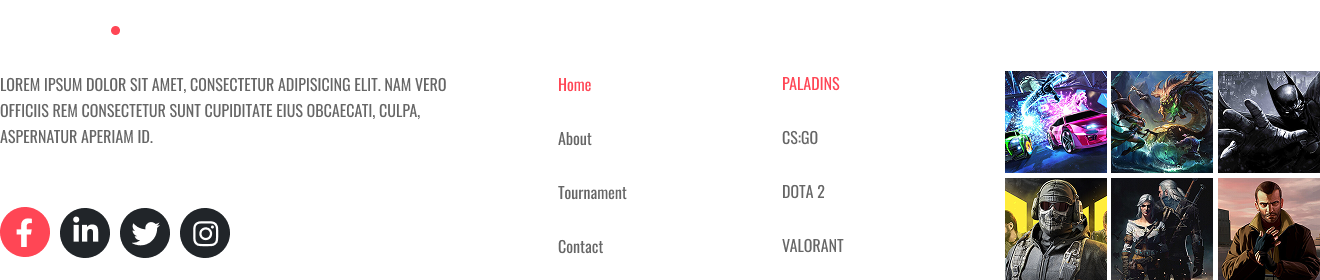 LOREM IPSUM DOLOR SIT AMET, CONSECTETUR ADIPISICING ELIT. NAM VERO
OFFICIIS REM CONSECTETUR SUNT CUPIDITATE EIUS OBCAECATI, CULPA,
ASPERNATUR APERIAM ID.
Home
About
Tournament
Contact
PALADINS
CS:GO
DOTA 2
VALORANT